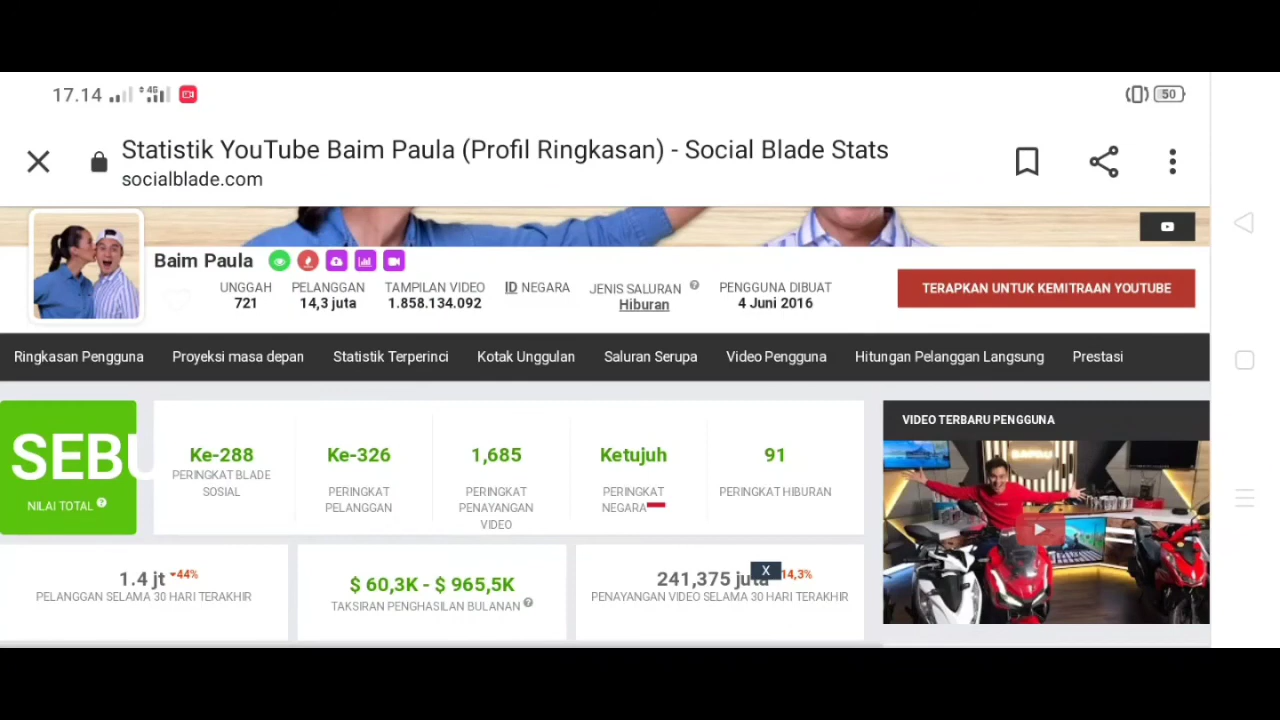 17.14
4G
50
Statistik YouTube Baim Paula (Profil Ringkasan) - Social Blade Stats
socialblade.com
Baim Paula
UNGGAH
721
PELANGGAN
14,3 juta
TAMPILAN VIDEO
1.858.134.092
ID NEGARA
JENIS SALURAN
Hiburan
PENGGUNA DIBUAT
4 Juni 2016
TERAPKAN UNTUK KEMITRAAN YOUTUBE
Ringkasan Pengguna Proyeksi masa depan Statistik Terperinci Kotak Unggulan Saluran Serupa Video Pengguna Hitungan Pelanggan Langsung Prestasi
SEBU
NILAI TOTAL
Ke-288
PERINGKAT BLADE
SOSIAL
Ke-326
PERINGKAT
PELANGGAN
1,685
PERINGKAT
PENAYANGAN
VIDEO
Ketujuh
PERINGKAT
NEGARA
91
PERINGKAT HIBURAN
VIDEO TERBARU PENGGUNA
1.4 jt 44%
PELANGGAN SELAMA 30 HARI TERAKHIR
$ 60,3K - $ 965,5K
TAKSIRAN PENGHASILAN BULANAN
241,375 juta 14,3%
X
PENAYANGAN VIDEO SELAMA 30 HARI TERAKHIR